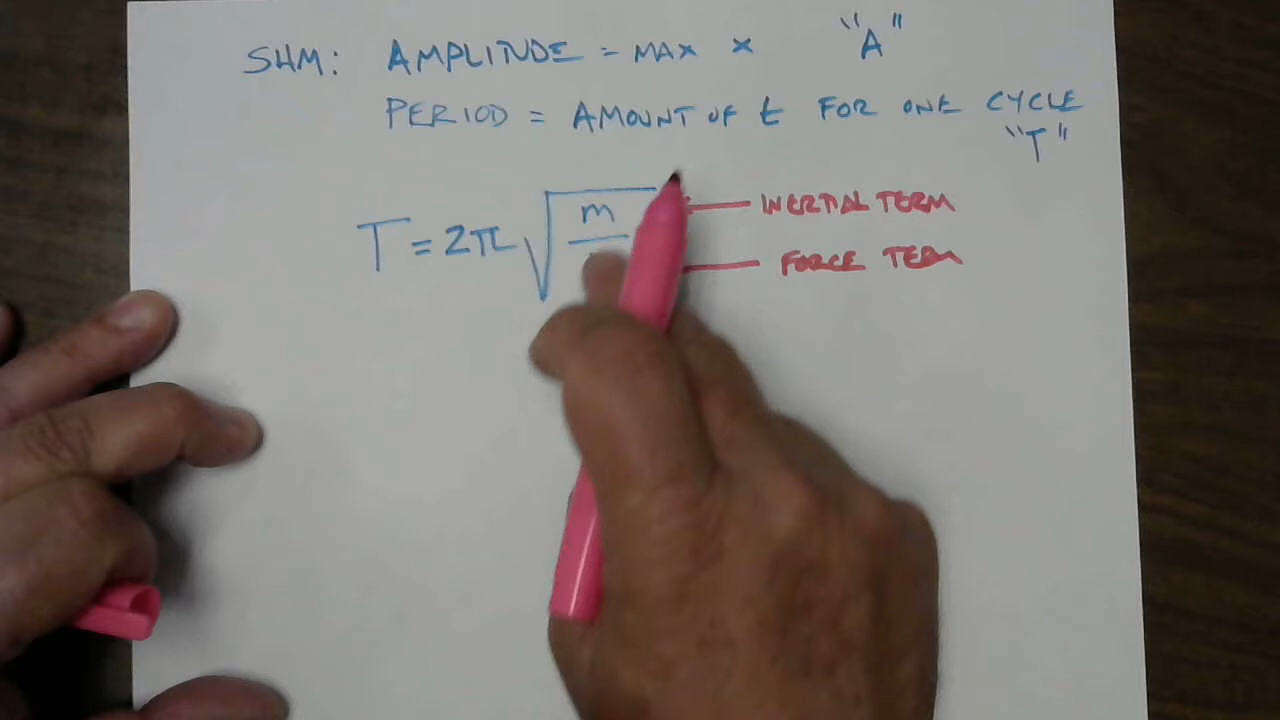 SHM: AMPLITUDE = MAX x "A"
PERIOD = AMOUNT OF t FOR ONE CYCLE
"T"
T = 2π √ m
INERTIAL TERM
FORCE TERM